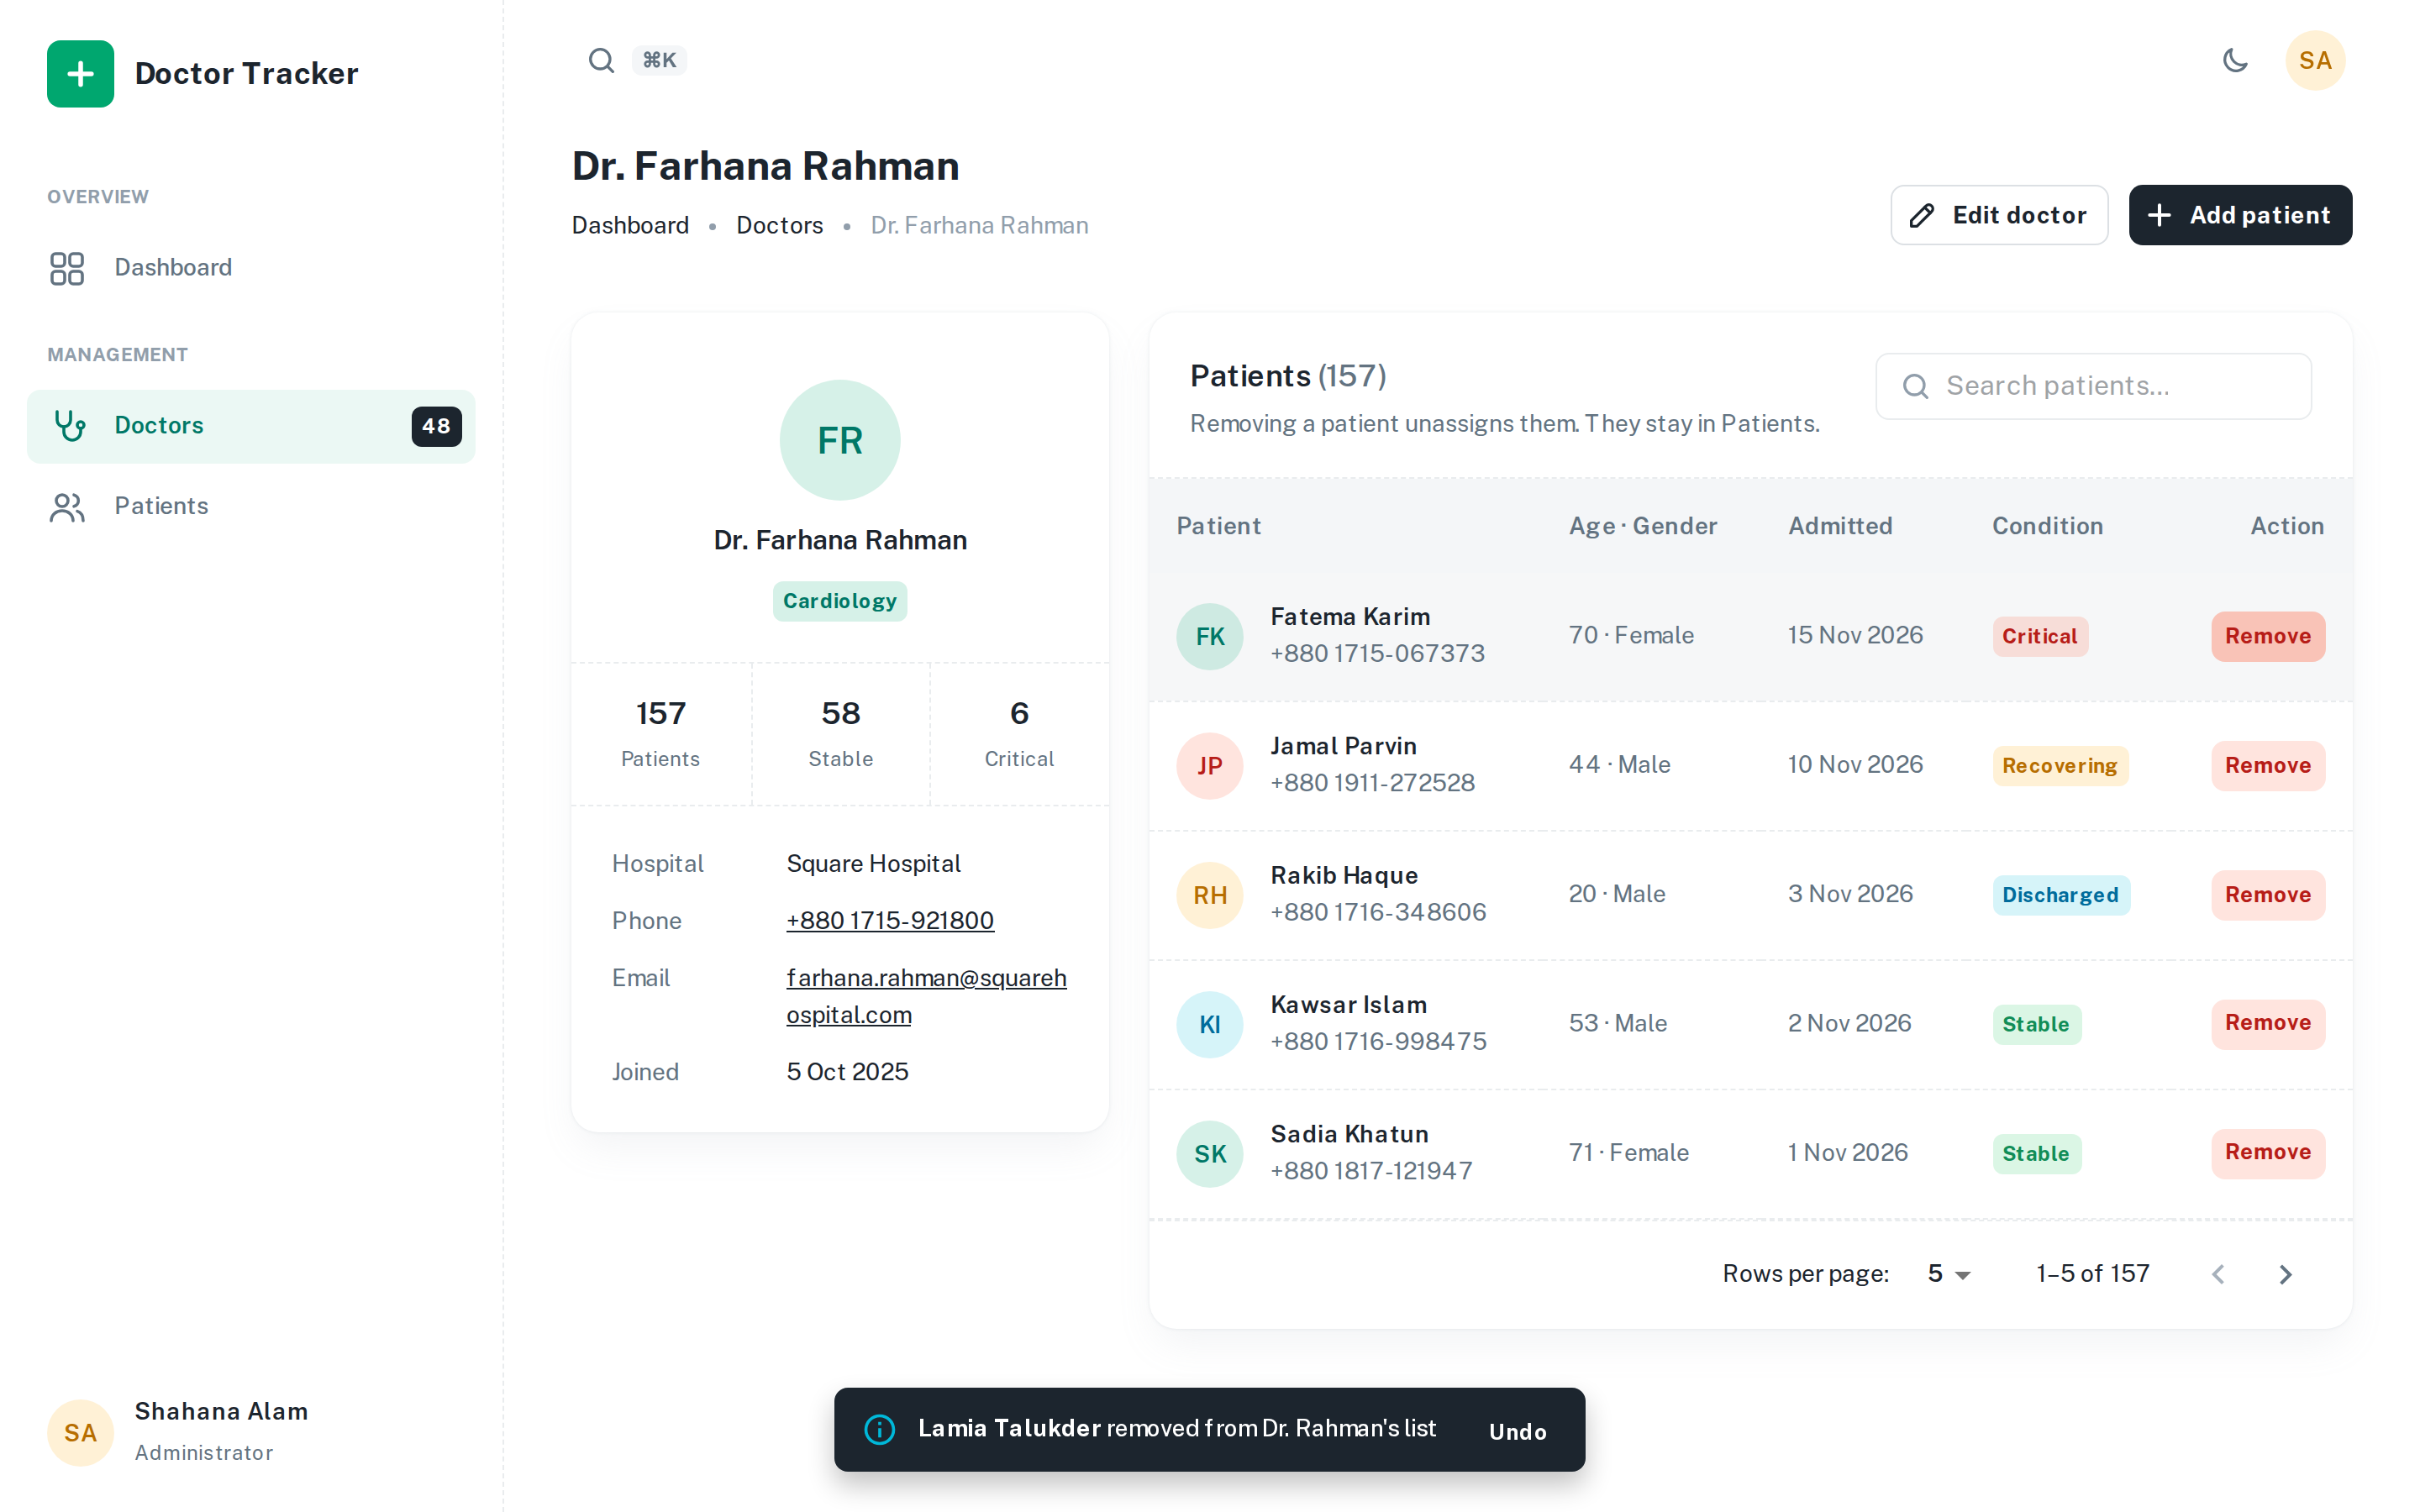 Doctor Tracker
OVERVIEW
Dashboard
MANAGEMENT
Doctors 48
Patients
SA Shahana Alam
Administrator
⌘K
SA
Dr. Farhana Rahman
Dashboard • Doctors • Dr. Farhana Rahman
Edit doctor
Add patient
FR
Dr. Farhana Rahman
Cardiology
157 58 6
Patients Stable Critical
Hospital Square Hospital
Phone +880 1715-921800
Email farhana.rahman@squareh
ospital.com
Joined 5 Oct 2025
Patients (157)
Removing a patient unassigns them. They stay in Patients.
Search patients...
Patient Age · Gender Admitted Condition Action
FK Fatema Karim 70 · Female 15 Nov 2026 Critical Remove
+880 1715-067373
JP Jamal Parvin 44 · Male 10 Nov 2026 Recovering Remove
+880 1911-272528
RH Rakib Haque 20 · Male 3 Nov 2026 Discharged Remove
+880 1716-348606
KI Kawsar Islam 53 · Male 2 Nov 2026 Stable Remove
+880 1716-998475
SK Sadia Khatun 71 · Female 1 Nov 2026 Stable Remove
+880 1817-121947
Rows per page: 5 1–5 of 157
Lamia Talukder removed from Dr. Rahman's list Undo